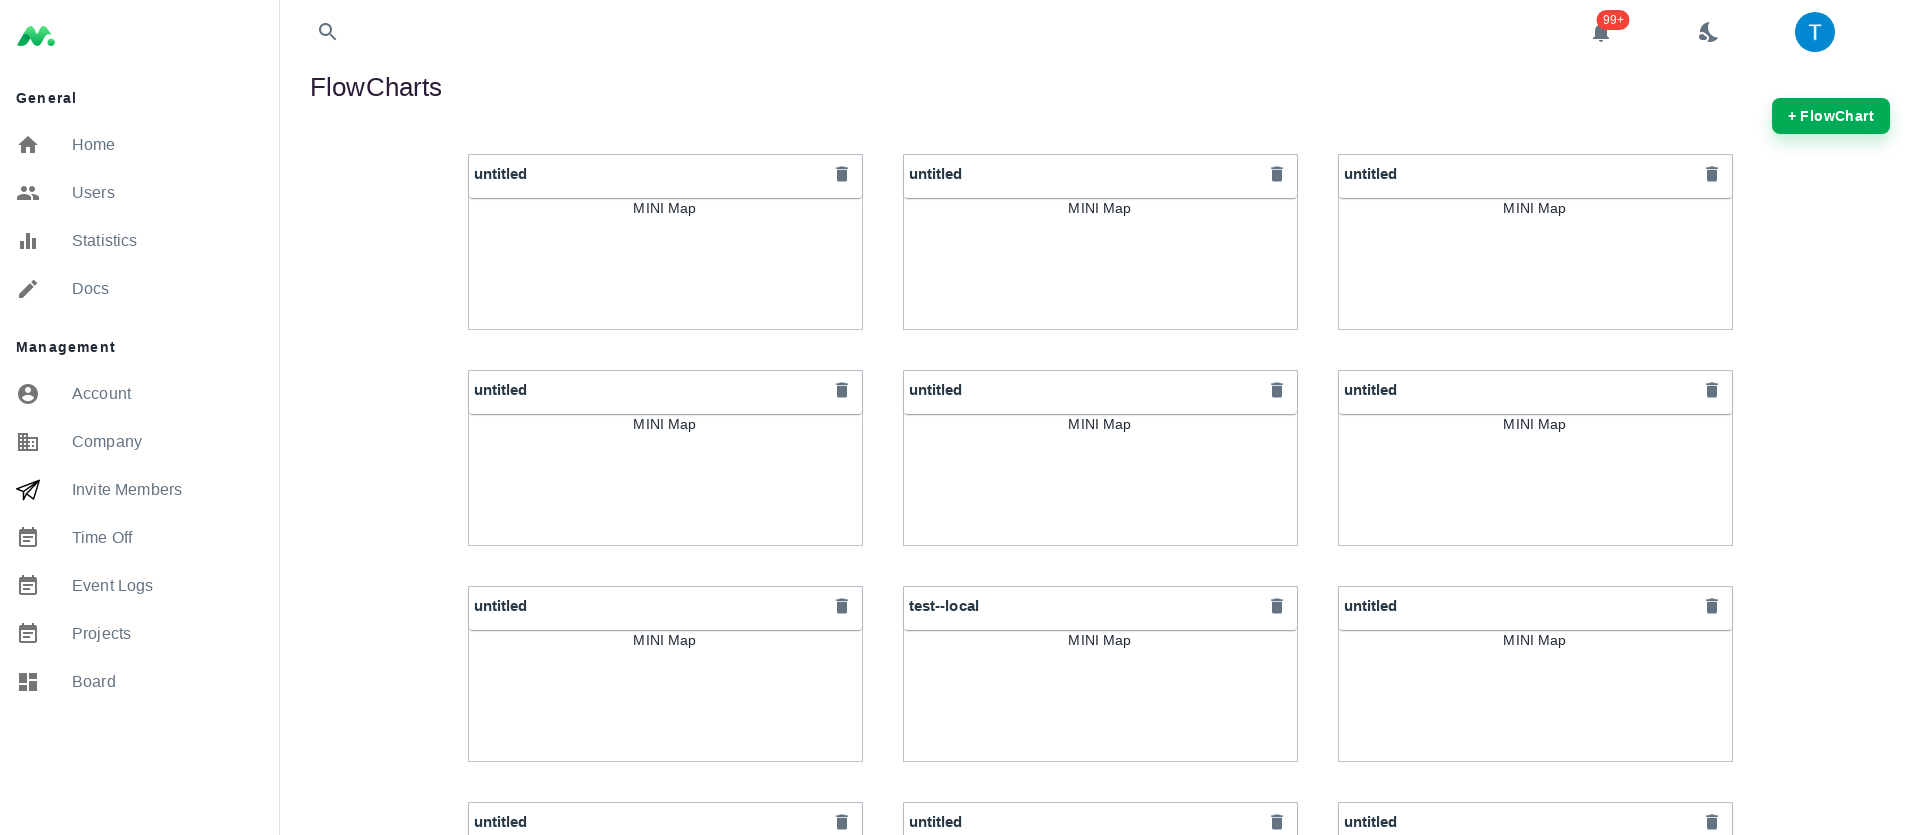 99+
T
General
Home
Users
Statistics
Docs
Management
Account
Company
Invite Members
Time Off
Event Logs
Projects
Board
FlowCharts
+ FlowChart
untitled
MINI Map
untitled
MINI Map
untitled
MINI Map
untitled
MINI Map
untitled
MINI Map
untitled
MINI Map
untitled
MINI Map
test--local
MINI Map
untitled
MINI Map
untitled
untitled
untitled